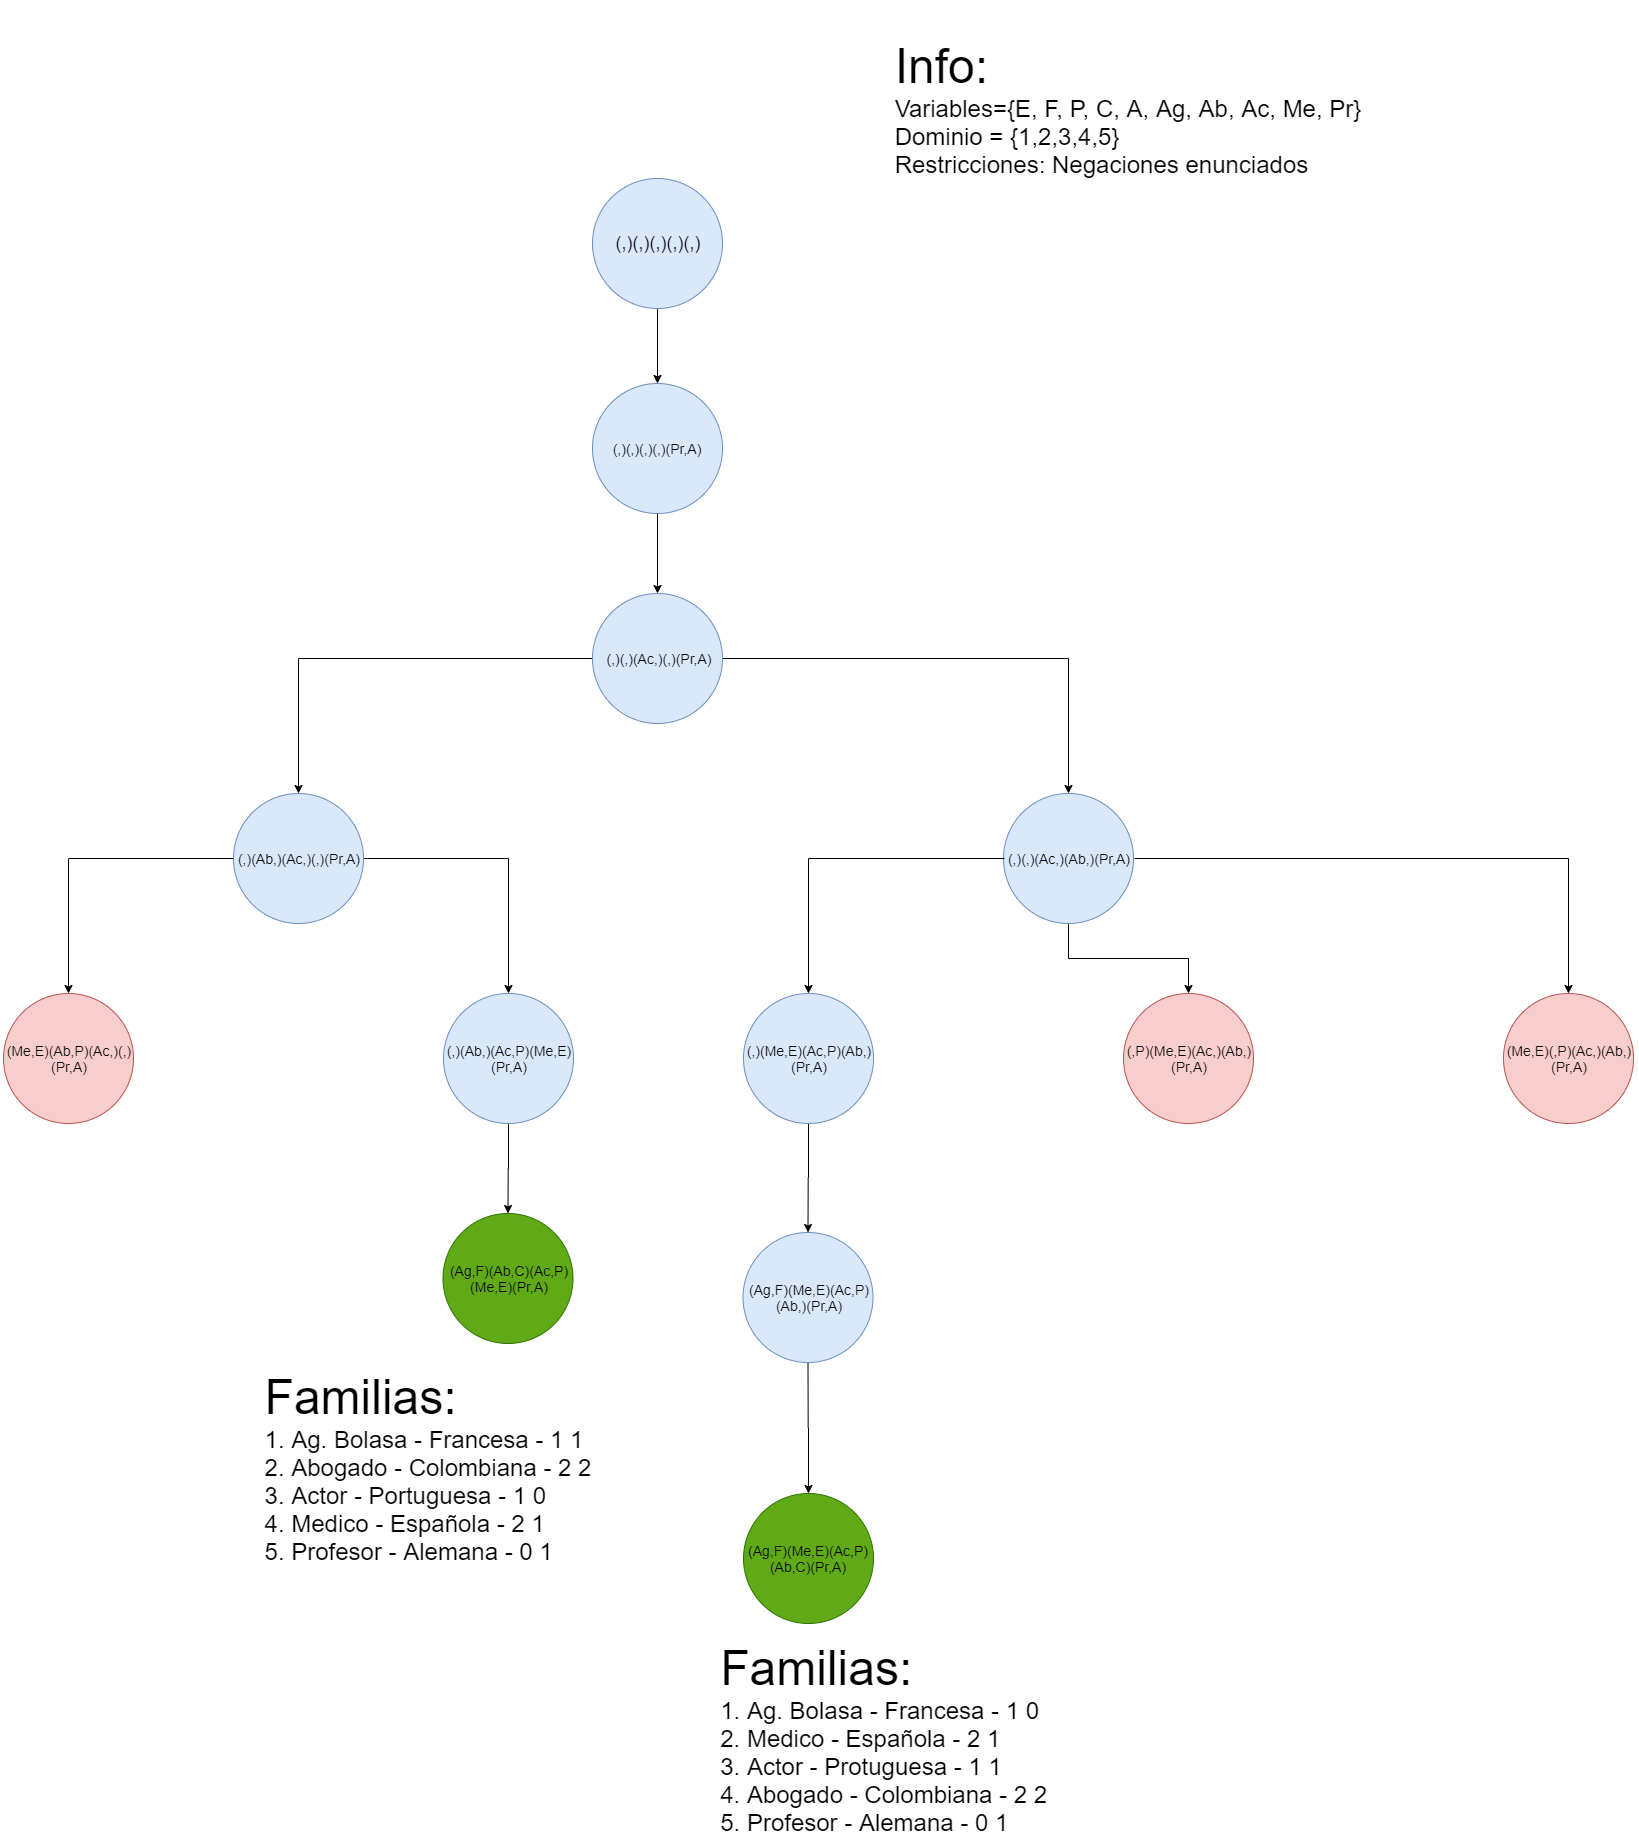 Info:
Variables={E, F, P, C, A, Ag, Ab, Ac, Me, Pr}
Dominio = {1,2,3,4,5}
Restricciones: Negaciones enunciados
(,)(,)(,)(,)(,)
(,)(,)(,)(,)(Pr,A)
(,)(,)(Ac,)(,)(Pr,A)
(,)(Ab,)(Ac,)(,)(Pr,A)
(,)(,)(Ac,)(Ab,)(Pr,A)
(Me,E)(Ab,P)(Ac,)(,)
(Pr,A)
(,)(Ab,)(Ac,P)(Me,E)
(Pr,A)
(,)(Me,E)(Ac,P)(Ab,)
(Pr,A)
(,P)(Me,E)(Ac,)(Ab,)
(Pr,A)
(Me,E)(,P)(Ac,)(Ab,)
(Pr,A)
(Ag,F)(Ab,C)(Ac,P)
(Me,E)(Pr,A)
(Ag,F)(Me,E)(Ac,P)
(Ab,)(Pr,A)
Familias:
1. Ag. Bolasa - Francesa - 1 1
2. Abogado - Colombiana - 2 2
3. Actor - Portuguesa - 1 0
4. Medico - Española - 2 1
5. Profesor - Alemana - 0 1
(Ag,F)(Me,E)(Ac,P)
(Ab,C)(Pr,A)
Familias:
1. Ag. Bolasa - Francesa - 1 0
2. Medico - Española - 2 1
3. Actor - Protuguesa - 1 1
4. Abogado - Colombiana - 2 2
5. Profesor - Alemana - 0 1